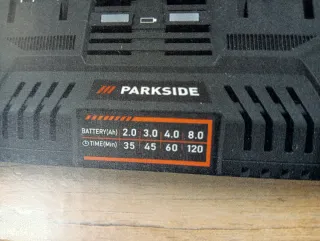 PARKSIDE
BATTERY(Ah) 2.0 3.0 4.0 8.0
TIME(Min) 35 45 60 120